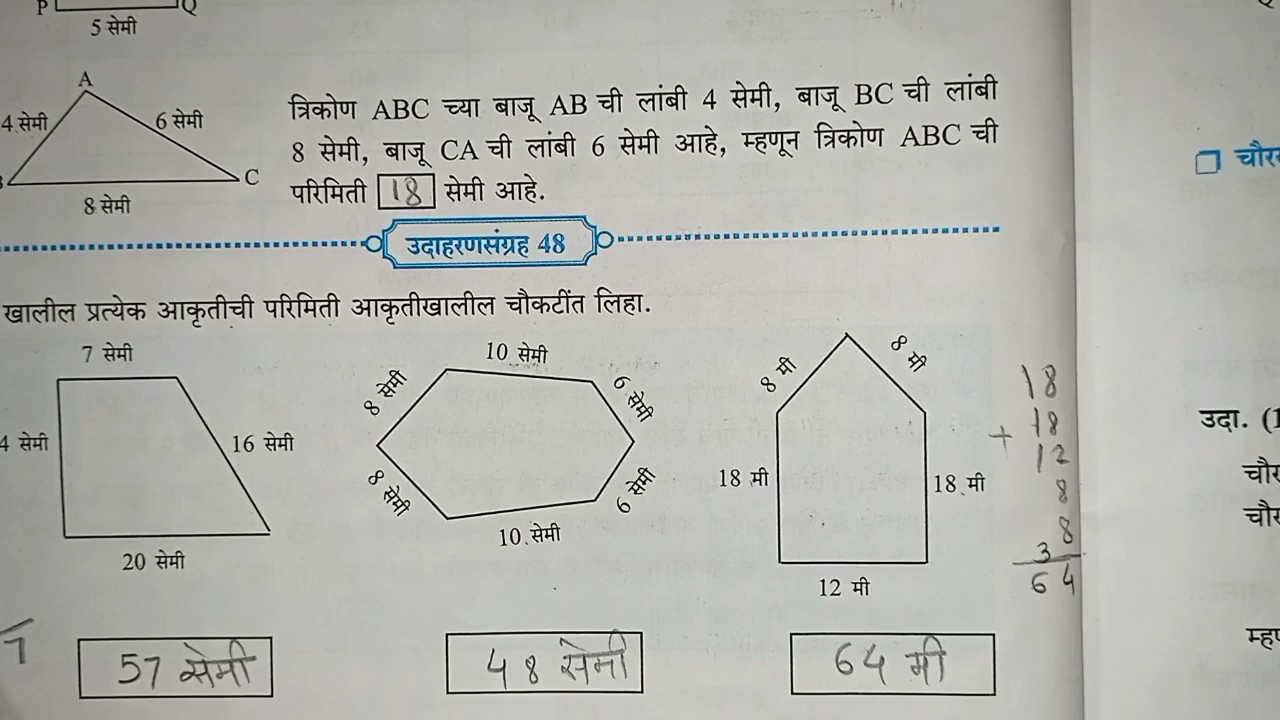 P
Q
5 सेमी
A
4 सेमी
6 सेमी
C
8 सेमी
त्रिकोण ABC च्या बाजू AB ची लांबी 4 सेमी, बाजू BC ची लांबी
8 सेमी, बाजू CA ची लांबी 6 सेमी आहे, म्हणून त्रिकोण ABC ची
परिमिती 18 सेमी आहे.
उदाहरणसंग्रह 48
खालील प्रत्येक आकृतीची परिमिती आकृतीखालील चौकटींत लिहा.
7 सेमी
4 सेमी
16 सेमी
20 सेमी
57 सेमी
10 सेमी
8 सेमी
6 सेमी
8 सेमी
6 सेमी
10 सेमी
48 सेमी
8 मी
8 मी
18 मी
18 मी
12 मी
64 मी
18
+ 18
12
8
8
3
64
उदा. (1